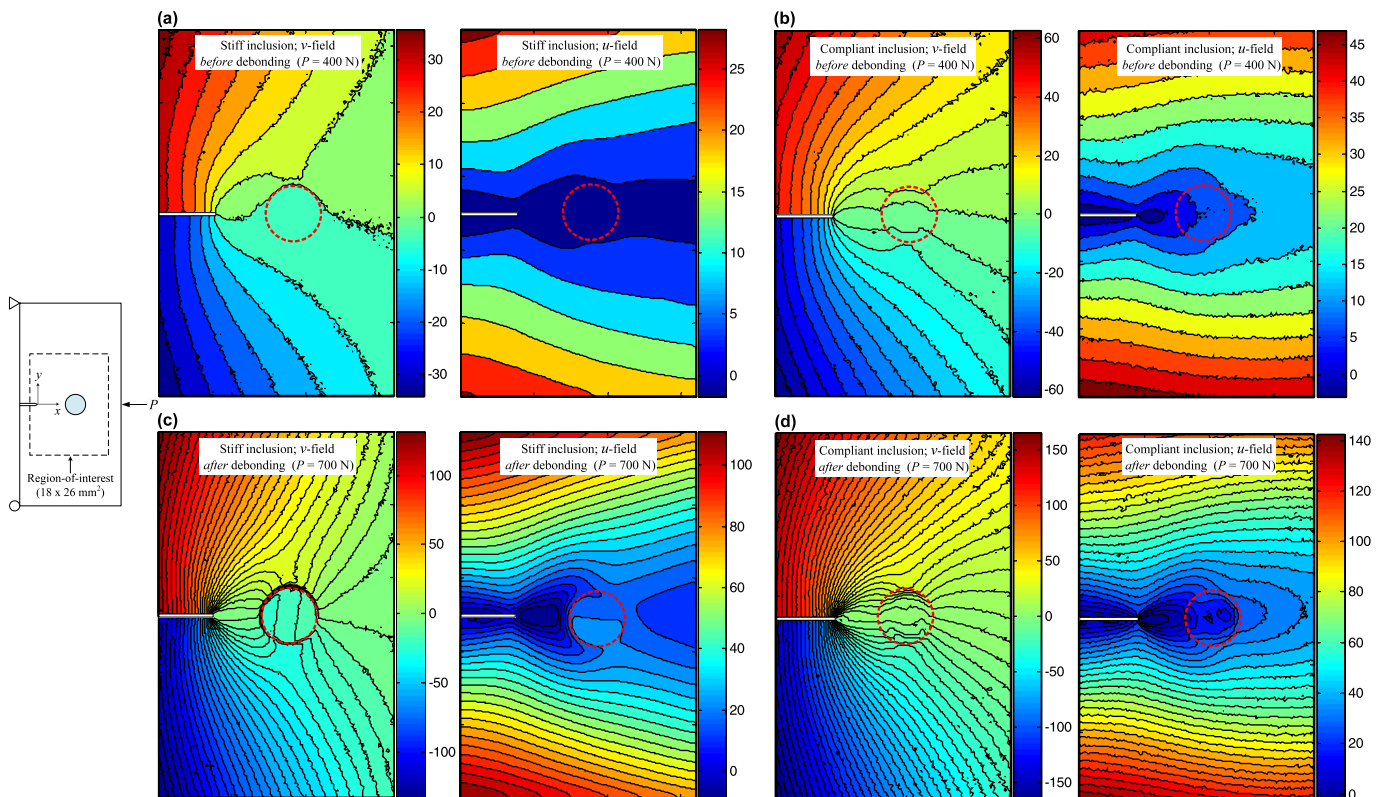 (a)
Stiff inclusion; v-field
before debonding (P = 400 N)
30
20
10
0
-10
-20
-30
Stiff inclusion; u-field
before debonding (P = 400 N)
25
20
15
10
5
0
(b)
Compliant inclusion; v-field
before debonding (P = 400 N)
60
40
20
0
-20
-40
-60
Compliant inclusion; u-field
before debonding (P = 400 N)
45
40
35
30
25
20
15
10
5
0
y
x
P
Region-of-interest
(18 x 26 mm²)
(c)
Stiff inclusion; v-field
after debonding (P = 700 N)
100
50
0
-50
-100
Stiff inclusion; u-field
after debonding (P = 700 N)
100
80
60
40
20
0
(d)
Compliant inclusion; v-field
after debonding (P = 700 N)
150
100
50
0
-50
-100
-150
Compliant inclusion; u-field
after debonding (P = 700 N)
140
120
100
80
60
40
20
0